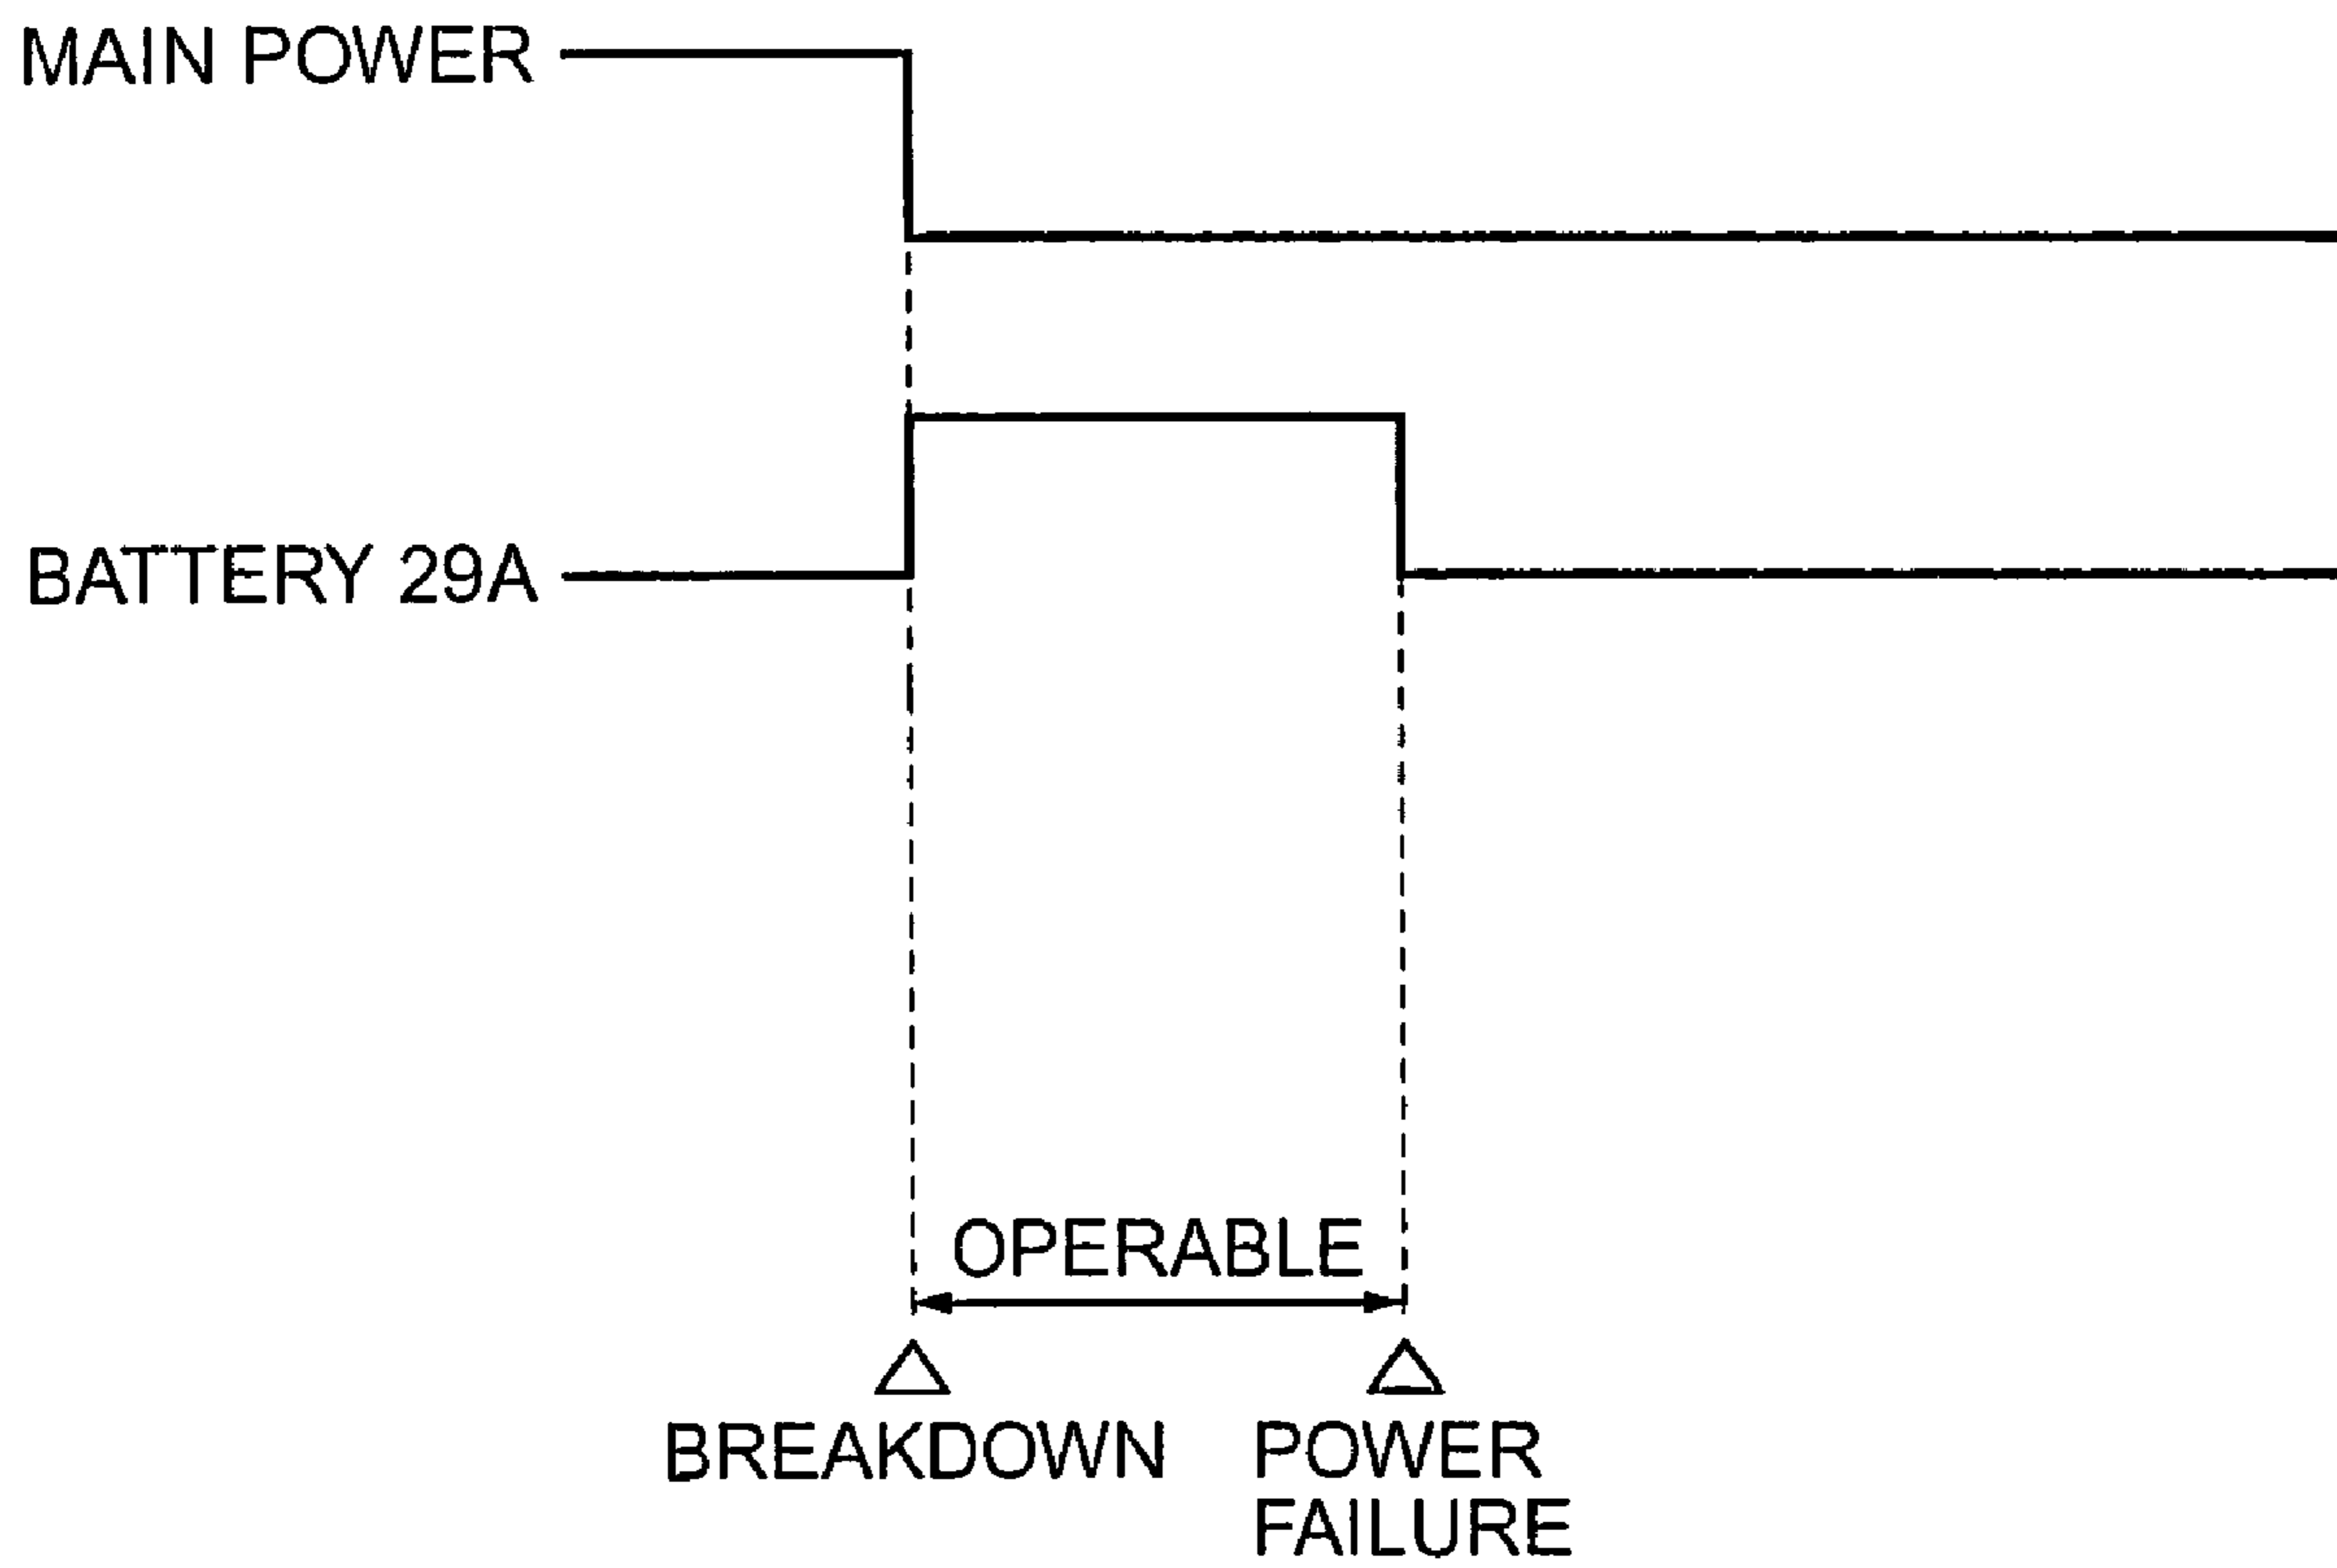 MAIN POWER
BATTERY 29A
OPERABLE
BREAKDOWN
POWER
FAILURE